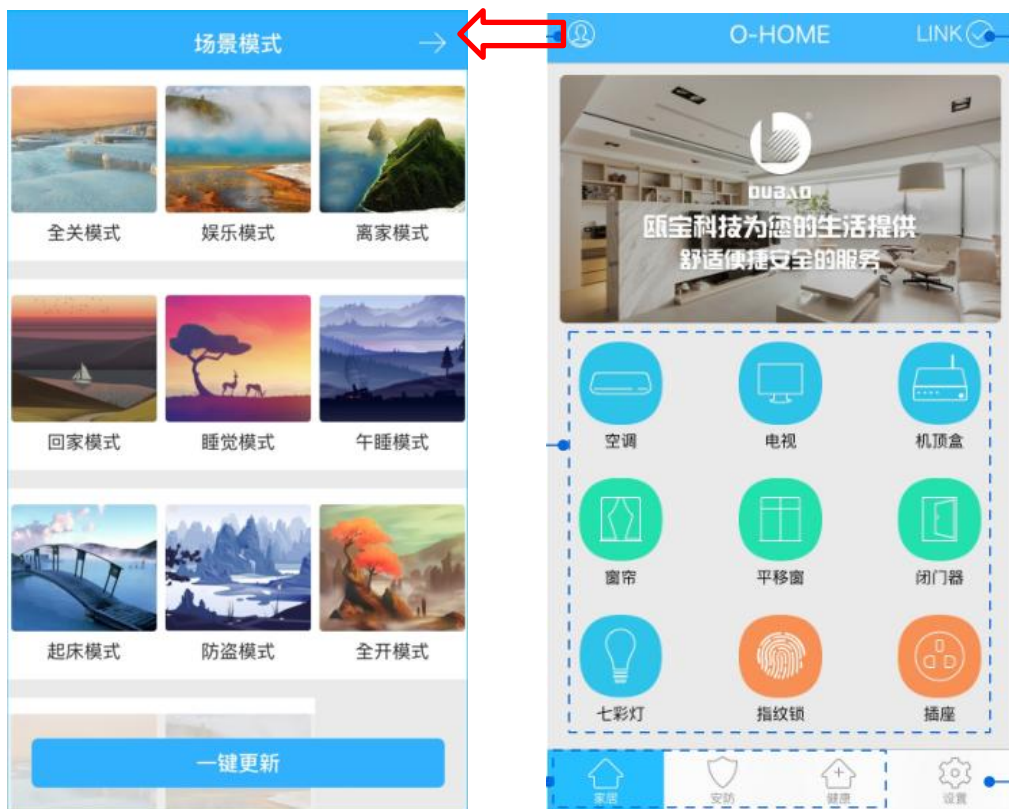 场景模式
全关模式
娱乐模式
离家模式
回家模式
睡觉模式
午睡模式
起床模式
防盗模式
全开模式
一键更新
O-HOME
LINK
OUBAO
瓯宝科技为您的生活提供
舒适便捷安全的服务
空调
电视
机顶盒
窗帘
平移窗
闭门器
七彩灯
指纹锁
插座
家居
安防
健康
设置